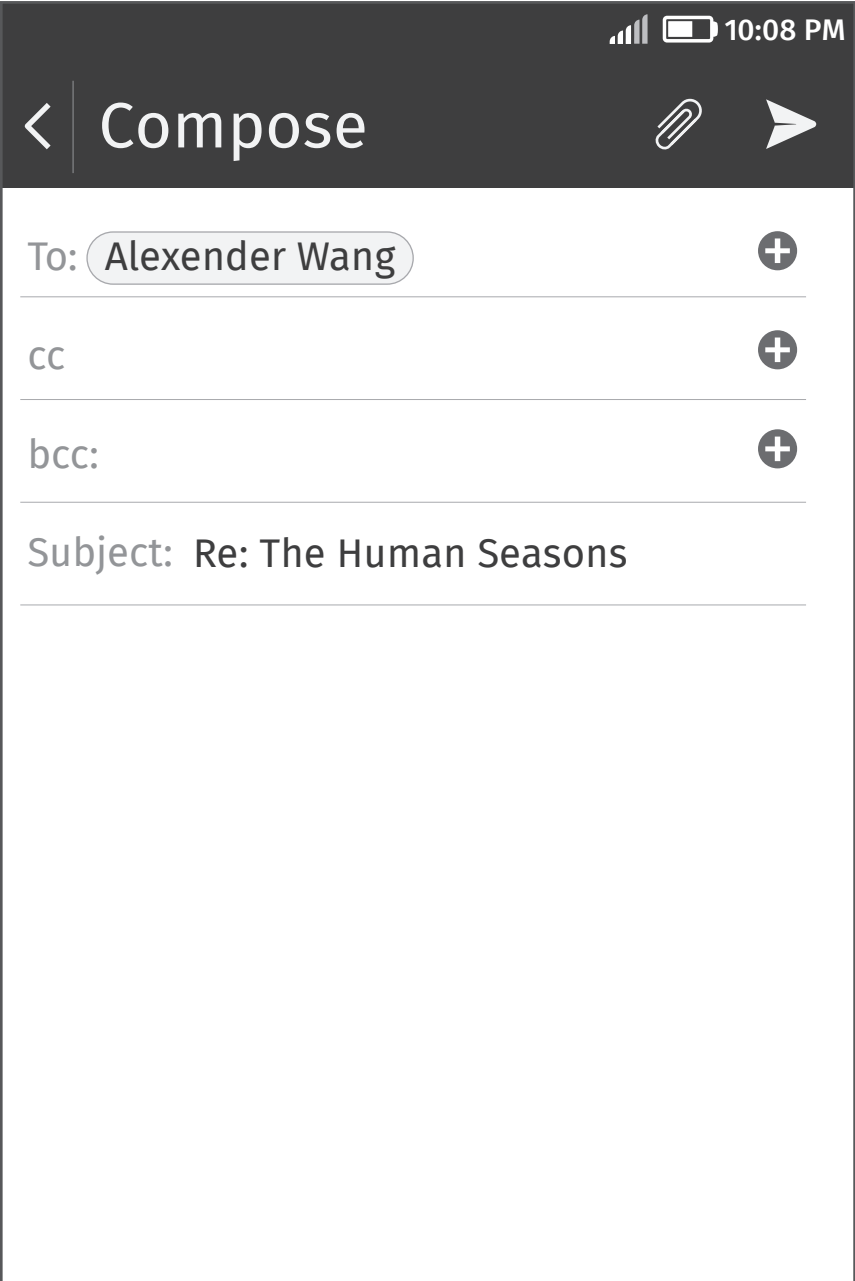 10:08 PM
Compose
To: Alexender Wang
cc
bcc:
Subject: Re: The Human Seasons